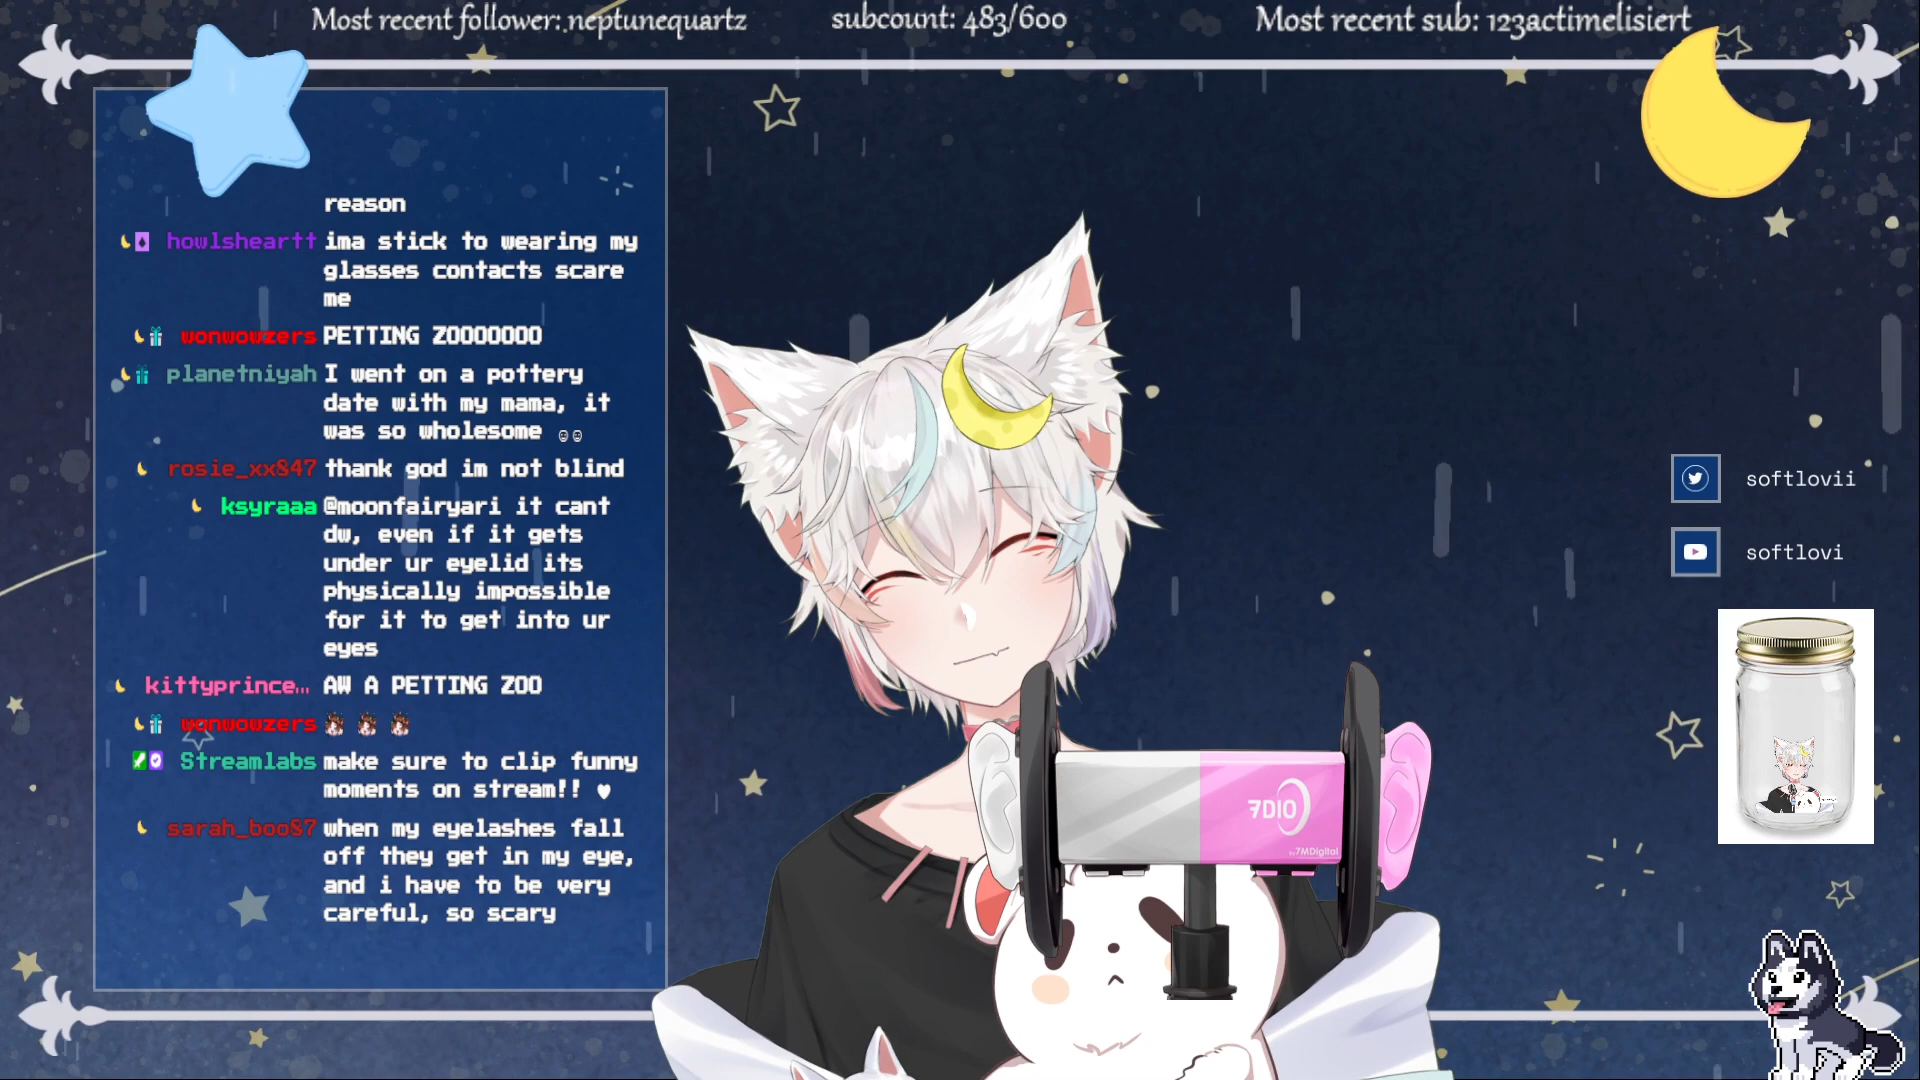 Most recent follower: neptunequartz
subcount: 483/600
Most recent sub: 123actimelisiert
reason
howlsheartt ima stick to wearing my
glasses contacts scare
me
wonwowzers PETTING ZOOOOOOO
planetniyah I went on a pottery
date with my mama, it
was so wholesome
rosie_xx847 thank god im not blind
ksyraaa @moonfairyari it cant
dw, even if it gets
under ur eyelid its
physically impossible
for it to get into ur
eyes
kittyprince... AW A PETTING ZOO
wonwowzers
Streamlabs make sure to clip funny
moments on stream!! ♥
sarah_boo87 when my eyelashes fall
off they get in my eye,
and i have to be very
careful, so scary
softlovii
softlovi
7DIO
by 7MDigital